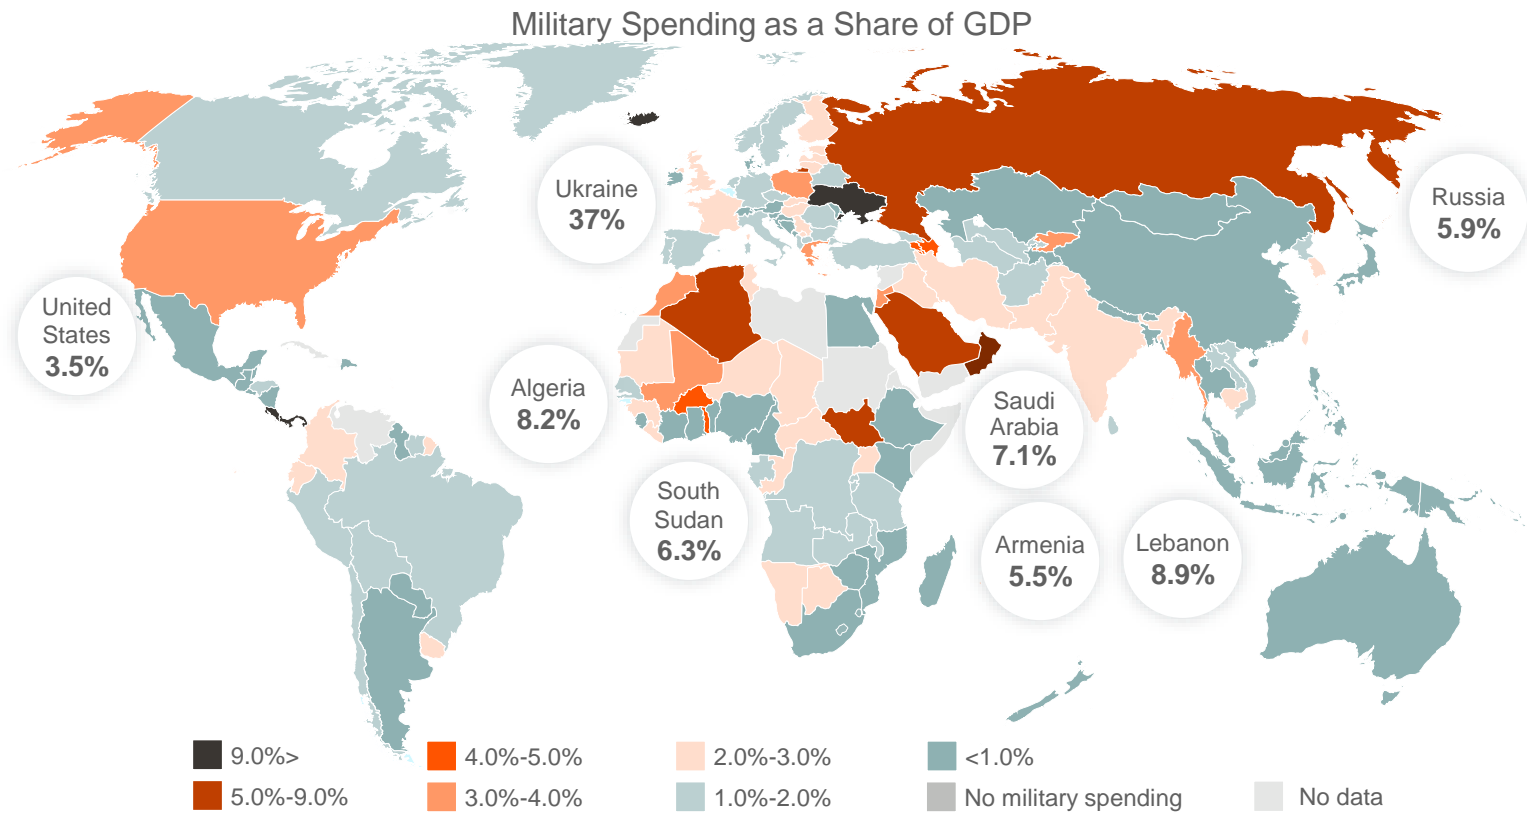 Military Spending as a Share of GDP
Ukraine
37%
Russia
5.9%
United
States
3.5%
Algeria
8.2%
Saudi
Arabia
7.1%
South
Sudan
6.3%
Armenia
5.5%
Lebanon
8.9%
9.0%>
4.0%-5.0%
2.0%-3.0%
<1.0%
5.0%-9.0%
3.0%-4.0%
1.0%-2.0%
No military spending
No data